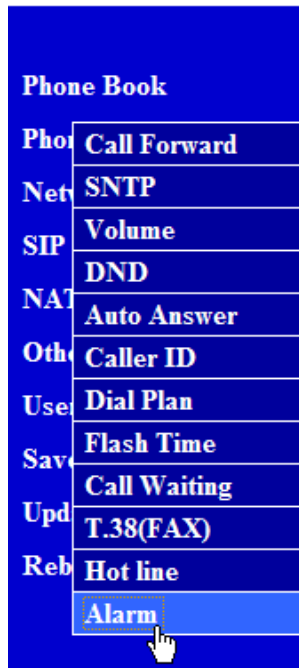 Phone Book
Call Forward
SNTP
Volume
SIP
DND
Auto Answer
Caller ID
Dial Plan
Flash Time
Call Waiting
T.38(FAX)
Hot line
Alarm